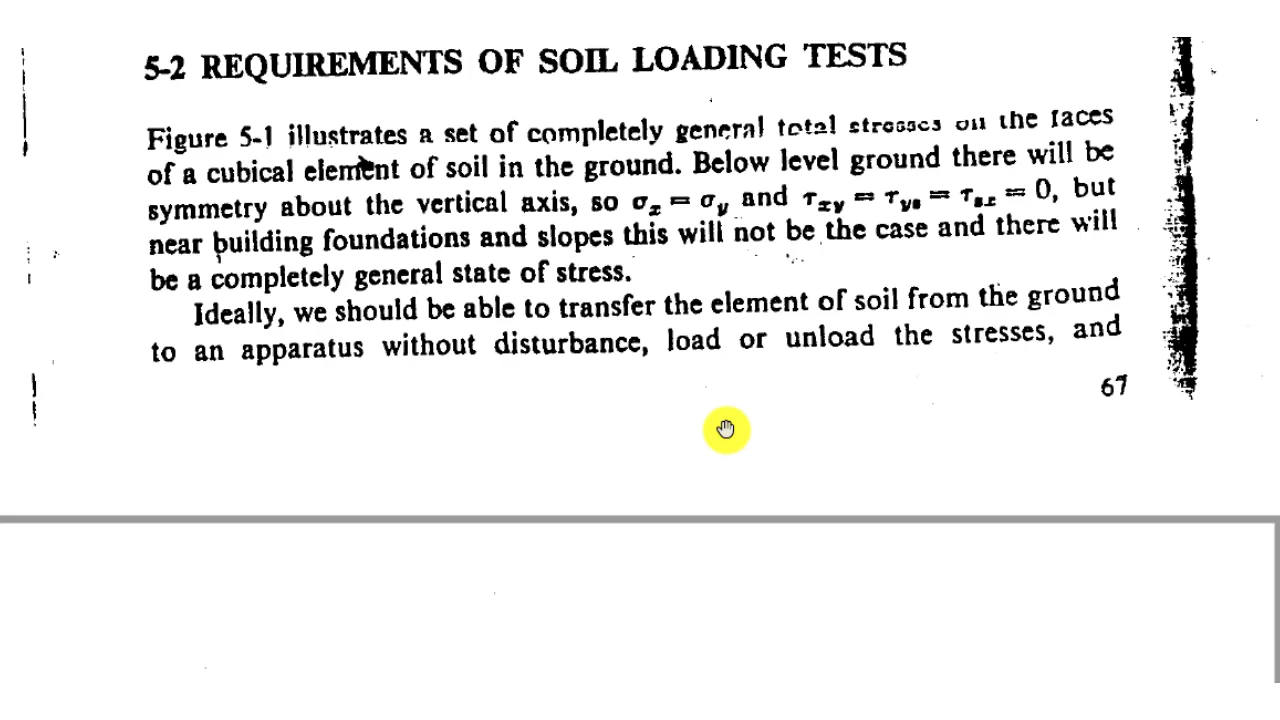 5-2 REQUIREMENTS OF SOIL LOADING TESTS
Figure 5-1 illustrates a set of completely general total stresses on the faces
of a cubical element of soil in the ground. Below level ground there will be
symmetry about the vertical axis, so σₓ = σᵧ and τₓᵧ = τᵧ₂ = τ₂ₓ = 0, but
near building foundations and slopes this will not be the case and there will
be a completely general state of stress.
Ideally, we should be able to transfer the element of soil from the ground
to an apparatus without disturbance, load or unload the stresses, and
67